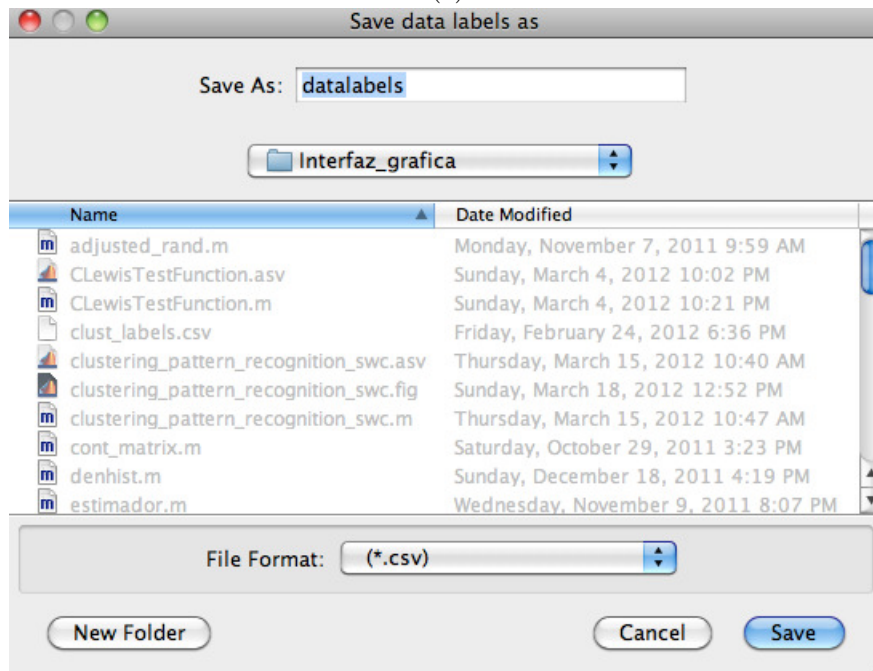 Save data labels as
Save As: datalabels
Interfaz_grafica
Name Date Modified
adjusted_rand.m Monday, November 7, 2011 9:59 AM
CLewisTestFunction.asv Sunday, March 4, 2012 10:02 PM
CLewisTestFunction.m Sunday, March 4, 2012 10:21 PM
clust_labels.csv Friday, February 24, 2012 6:36 PM
clustering_pattern_recognition_swc.asv Thursday, March 15, 2012 10:40 AM
clustering_pattern_recognition_swc.fig Sunday, March 18, 2012 12:52 PM
clustering_pattern_recognition_swc.m Thursday, March 15, 2012 10:47 AM
cont_matrix.m Saturday, October 29, 2011 3:23 PM
denhist.m Sunday, December 18, 2011 4:19 PM
estimador.m Wednesday, November 9, 2011 8:07 PM
File Format: (*.csv)
New Folder Cancel Save